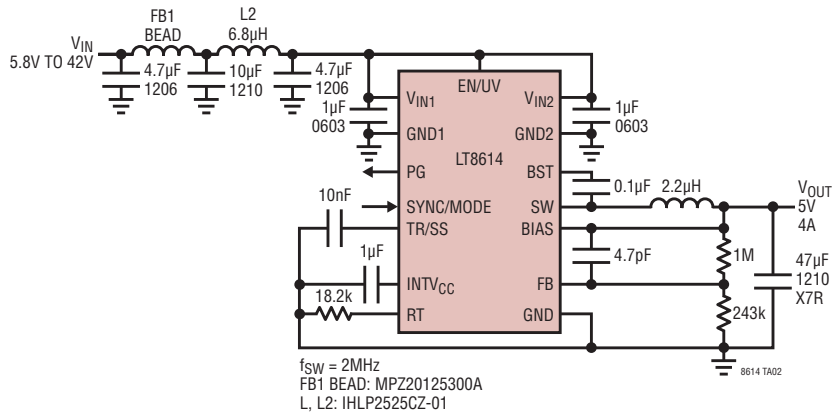 FB1
BEAD
L2
6.8µH
VIN
5.8V TO 42V
4.7µF
1206
10µF
1210
4.7µF
1206
1µF
0603
VIN1
EN/UV
VIN2
1µF
0603
GND1
GND2
LT8614
PG
BST
0.1µF
2.2µH
VOUT
5V
4A
10nF
SYNC/MODE
SW
TR/SS
BIAS
1µF
4.7pF
1M
47µF
1210
X7R
INTVCC
FB
18.2k
RT
GND
243k
fSW = 2MHz
FB1 BEAD: MPZ20125300A
L, L2: IHLP2525CZ-01
8614 TA02